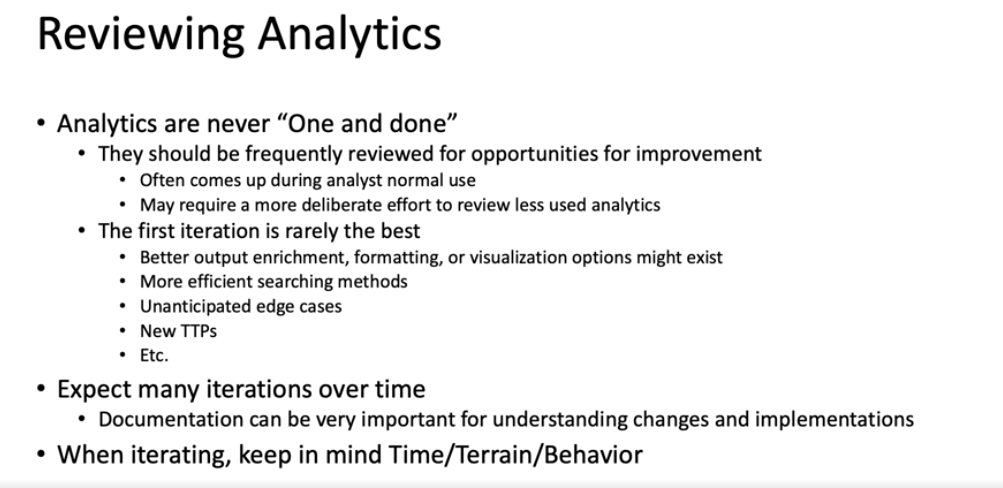 Reviewing Analytics
• Analytics are never “One and done”
• They should be frequently reviewed for opportunities for improvement
• Often comes up during analyst normal use
• May require a more deliberate effort to review less used analytics
• The first iteration is rarely the best
• Better output enrichment, formatting, or visualization options might exist
• More efficient searching methods
• Unanticipated edge cases
• New TTPs
• Etc.
• Expect many iterations over time
• Documentation can be very important for understanding changes and implementations
• When iterating, keep in mind Time/Terrain/Behavior